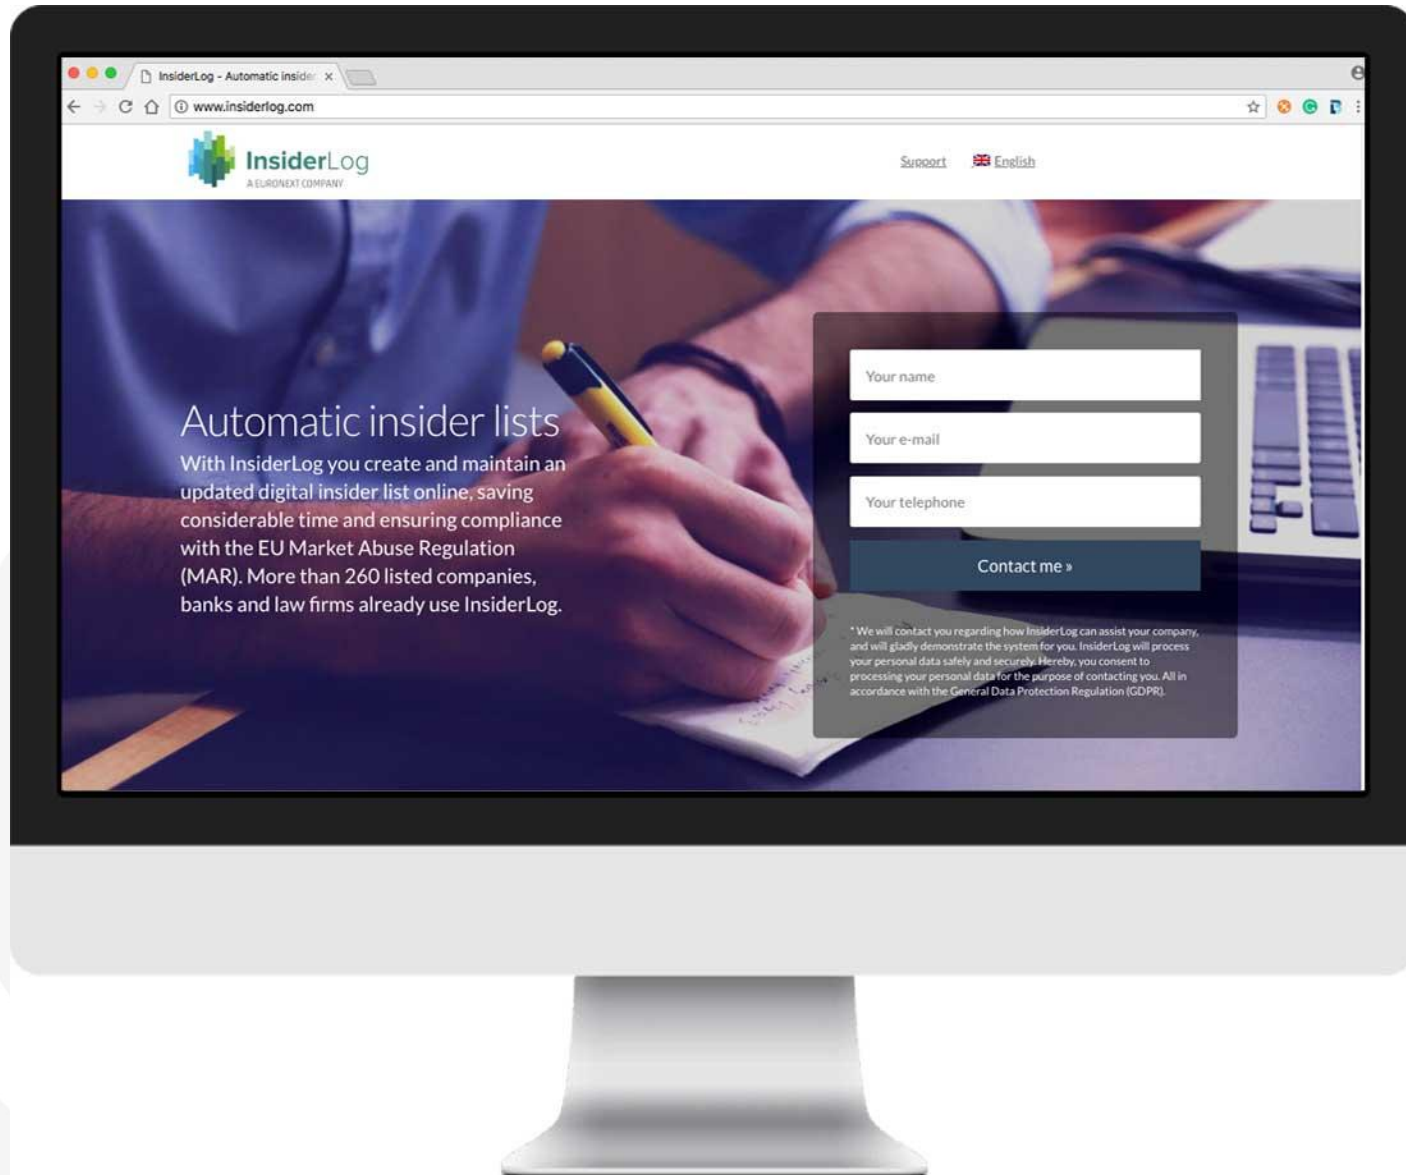 InsiderLog - Automatic insider
www.insiderlog.com
InsiderLog
A EURONEXT COMPANY
Support English
Automatic insider lists
With InsiderLog you create and maintain an
updated digital insider list online, saving
considerable time and ensuring compliance
with the EU Market Abuse Regulation
(MAR). More than 260 listed companies,
banks and law firms already use InsiderLog.
Your name
Your e-mail
Your telephone
Contact me »
* We will contact you regarding how InsiderLog can assist your company,
and will gladly demonstrate the system for you. InsiderLog will process
your personal data safely and securely. Hereby, you consent to
processing your personal data for the purpose of contacting you. All in
accordance with the General Data Protection Regulation (GDPR).